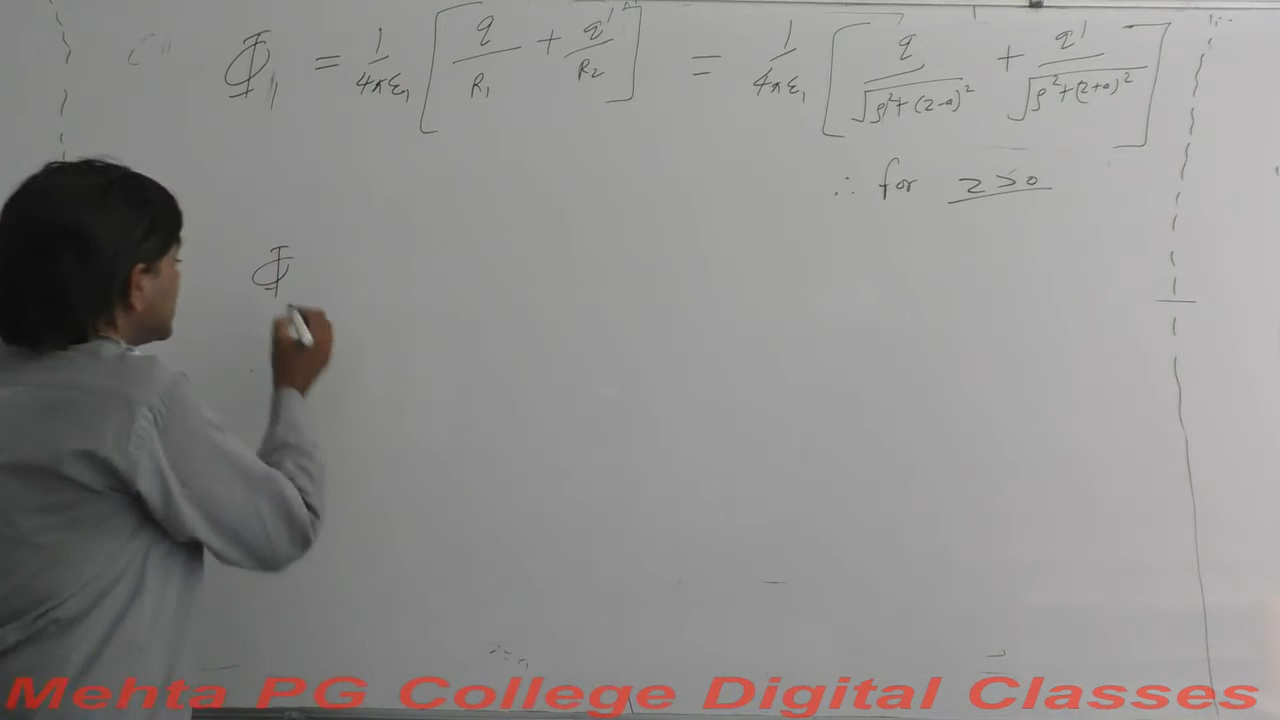 Φ₁ = 1/4πε₁ [ q/R₁ + q'/R₂ ] = 1/4πε₁ [ q/√ρ²+(z-a)² + q'/√ρ²+(z+a)² ]
∴ for z>0
Φ
Mehta PG College Digital Classes